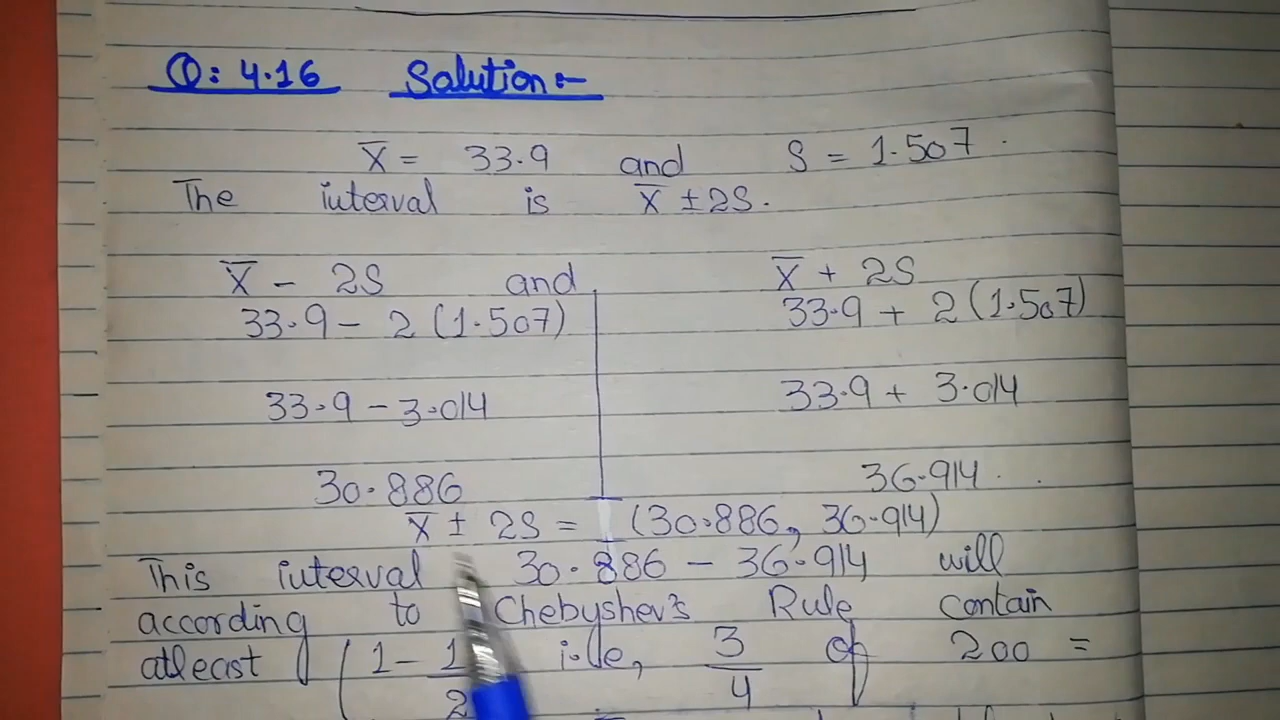 Q: 4.16 Solution:-
X̄ = 33.9 and S = 1.507.
The interval is X̄ ± 2S.
X̄ - 2S and X̄ + 2S
33.9 - 2 (1.507) 33.9 + 2 (1.507)
33.9 - 3.014 33.9 + 3.014
30.886 36.914.
X̄ ± 2S = (30.886, 36.914)
This interval 30.886 - 36.914 will
according to Chebyshev's Rule contain
atleast (1 - 1/2 i.e, 3/4 of 200 =